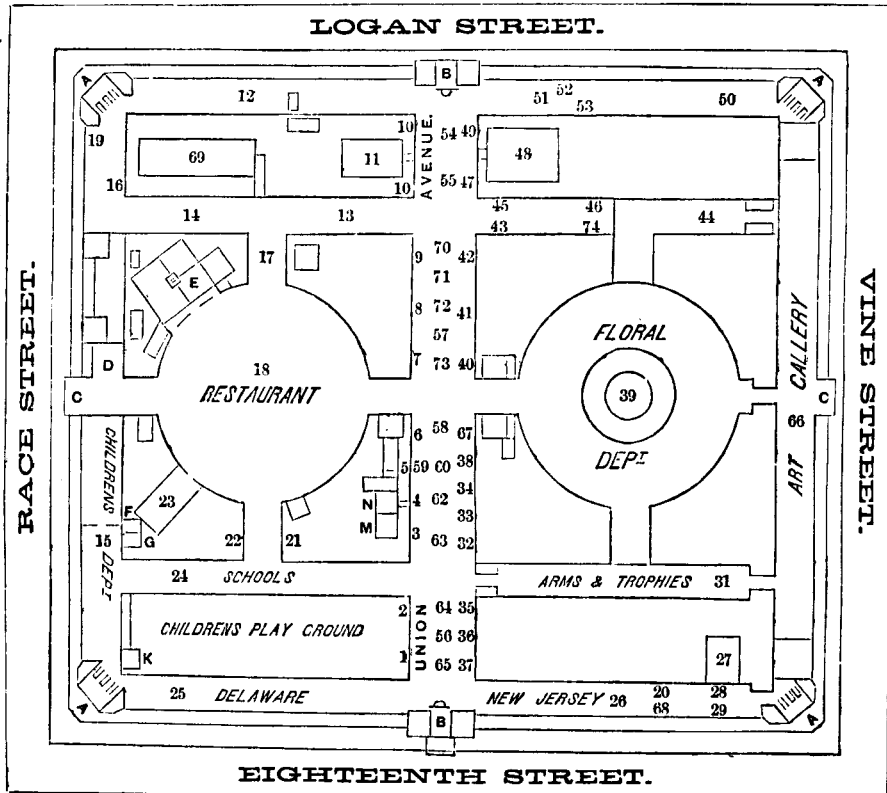 LOGAN STREET.
A B A
12 51 52 53 50
19 10 54 49
69 11 48
16 10 55 47
AVENUE.
14 13 45 46 44
43 74
17 9 70 42
E 71
8 72 41
57
7 73 40
FLORAL
D 18
RESTAURANT
39
C C
RACE STREET.
VINE STREET.
ART GALLERY
66
6 58 67
DEPT
5 59 60 38
23 N 4 62 34
F M 33
15 G 22 21 3 63 32
CHILDRENS DEPT
24 SCHOOLS ARMS & TROPHIES 31
2 64 35
CHILDRENS PLAY GROUND 56 36
K 1 65 37 27
UNION
25 DELAWARE NEW JERSEY 26 20 28
68 29
A B A
EIGHTEENTH STREET.